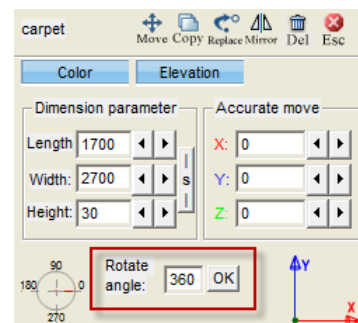 carpet
Move Copy Replace Mirror Del Esc
Color Elevation
Dimension parameter Accurate move
Length 1700 X: 0
Width: 2700 s Y: 0
Height: 30 Z: 0
90
180 0
270
Rotate
angle: 360 OK
Y
X